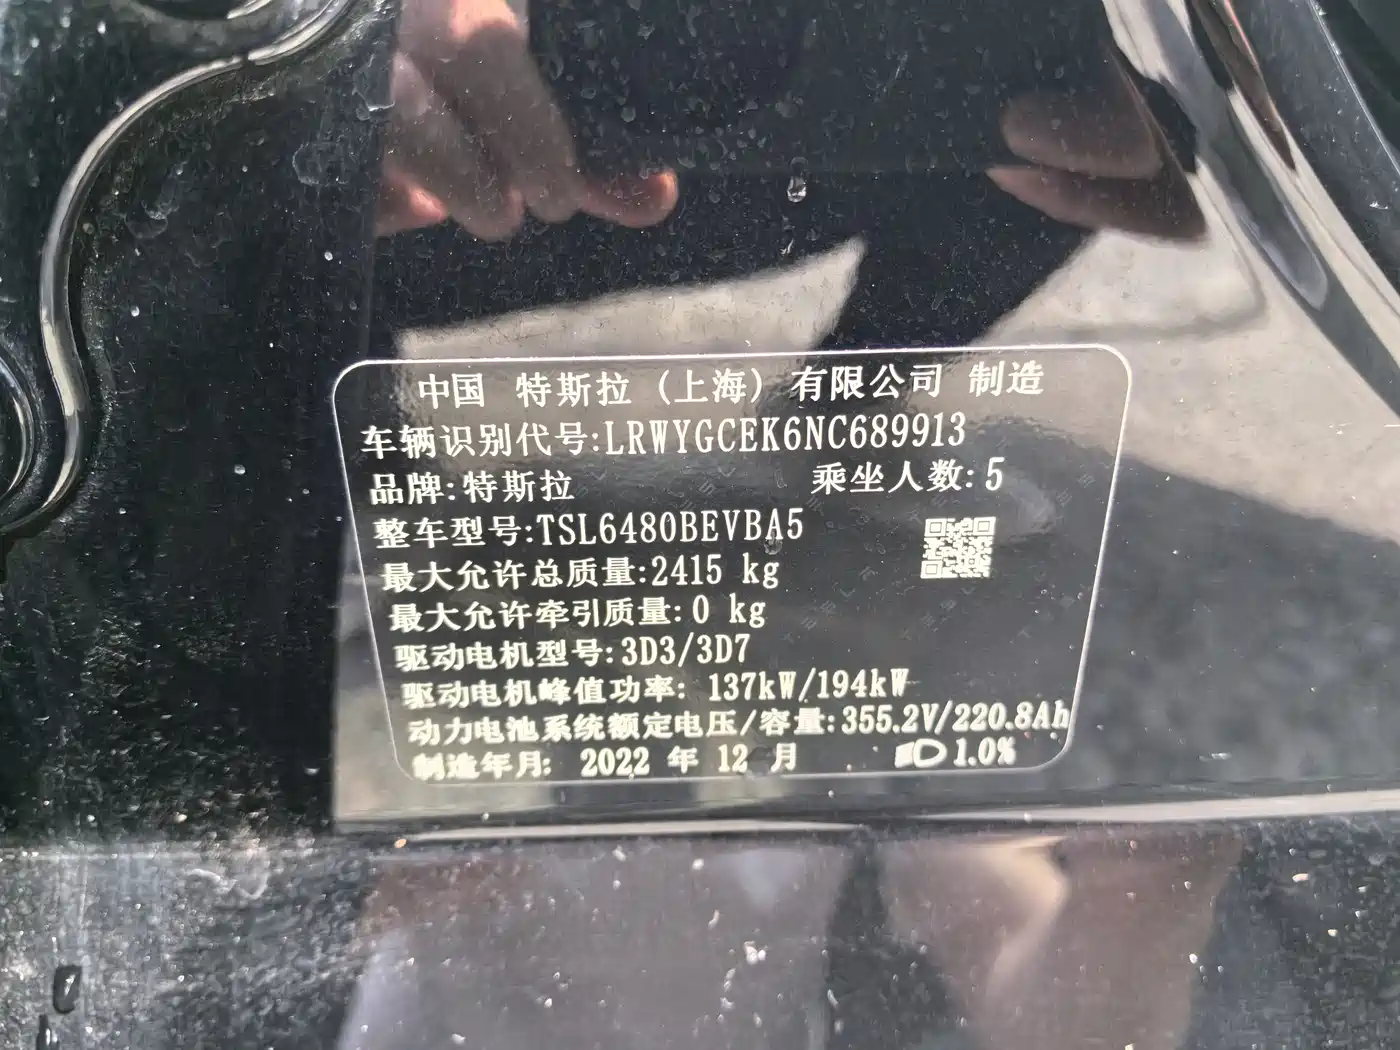 中国 特斯拉（上海）有限公司 制造
车辆识别代号:LRWYGCEK6NC689913
品牌:特斯拉 乘坐人数:5
整车型号:TSL6480BEVBA5
最大允许总质量:2415 kg
最大允许牵引质量:0 kg
驱动电机型号:3D3/3D7
驱动电机峰值功率: 137kW/194kW
动力电池系统额定电压/容量:355.2V/220.8Ah
制造年月: 2022 年 12 月 1.0%